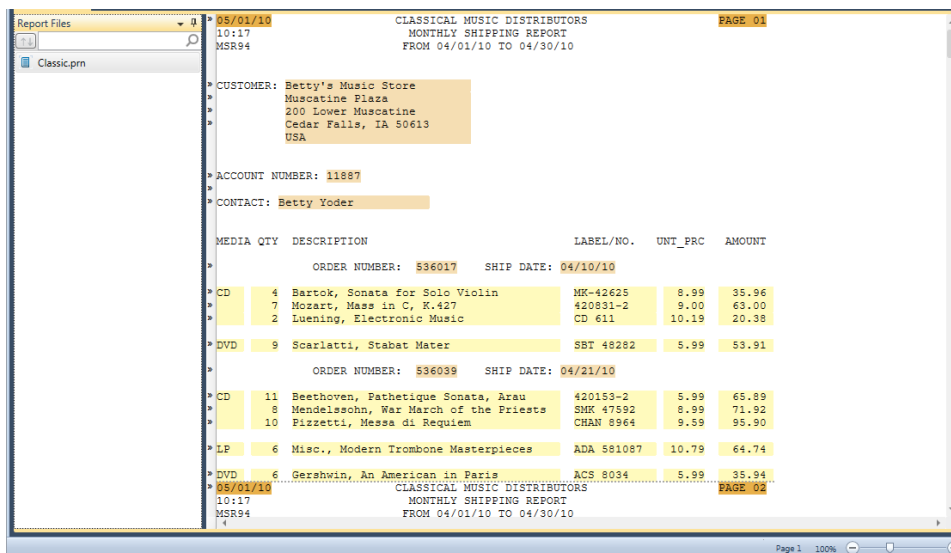 Report Files
Classic.prn
05/01/10 CLASSICAL MUSIC DISTRIBUTORS PAGE 01
10:17 MONTHLY SHIPPING REPORT
MSR94 FROM 04/01/10 TO 04/30/10
CUSTOMER: Betty's Music Store
Muscatine Plaza
200 Lower Muscatine
Cedar Falls, IA 50613
USA
ACCOUNT NUMBER: 11887
CONTACT: Betty Yoder
MEDIA QTY DESCRIPTION LABEL/NO. UNT_PRC AMOUNT
ORDER NUMBER: 536017 SHIP DATE: 04/10/10
CD 4 Bartok, Sonata for Solo Violin MK-42625 8.99 35.96
7 Mozart, Mass in C, K.427 420831-2 9.00 63.00
2 Luening, Electronic Music CD 611 10.19 20.38
DVD 9 Scarlatti, Stabat Mater SBT 48282 5.99 53.91
ORDER NUMBER: 536039 SHIP DATE: 04/21/10
CD 11 Beethoven, Pathetique Sonata, Arau 420153-2 5.99 65.89
8 Mendelssohn, War March of the Priests SMK 47592 8.99 71.92
10 Pizzetti, Messa di Requiem CHAN 8964 9.59 95.90
LP 6 Misc., Modern Trombone Masterpieces ADA 581087 10.79 64.74
DVD 6 Gershwin, An American in Paris ACS 8034 5.99 35.94
05/01/10 CLASSICAL MUSIC DISTRIBUTORS PAGE 02
10:17 MONTHLY SHIPPING REPORT
MSR94 FROM 04/01/10 TO 04/30/10
Page 1 100%